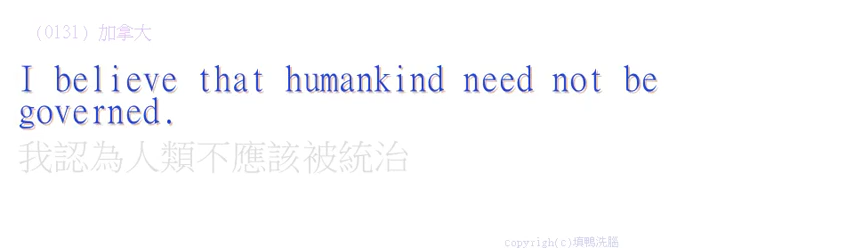 (0131) 加拿大
I believe that humankind need not be
governed.
我認為人類不應該被統治
copyrigh(c)填鴨洗腦